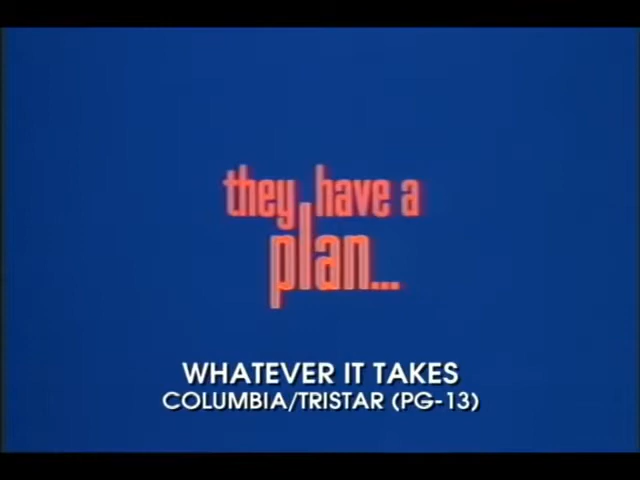 they have a
plan...
WHATEVER IT TAKES
COLUMBIA/TRISTAR (PG-13)